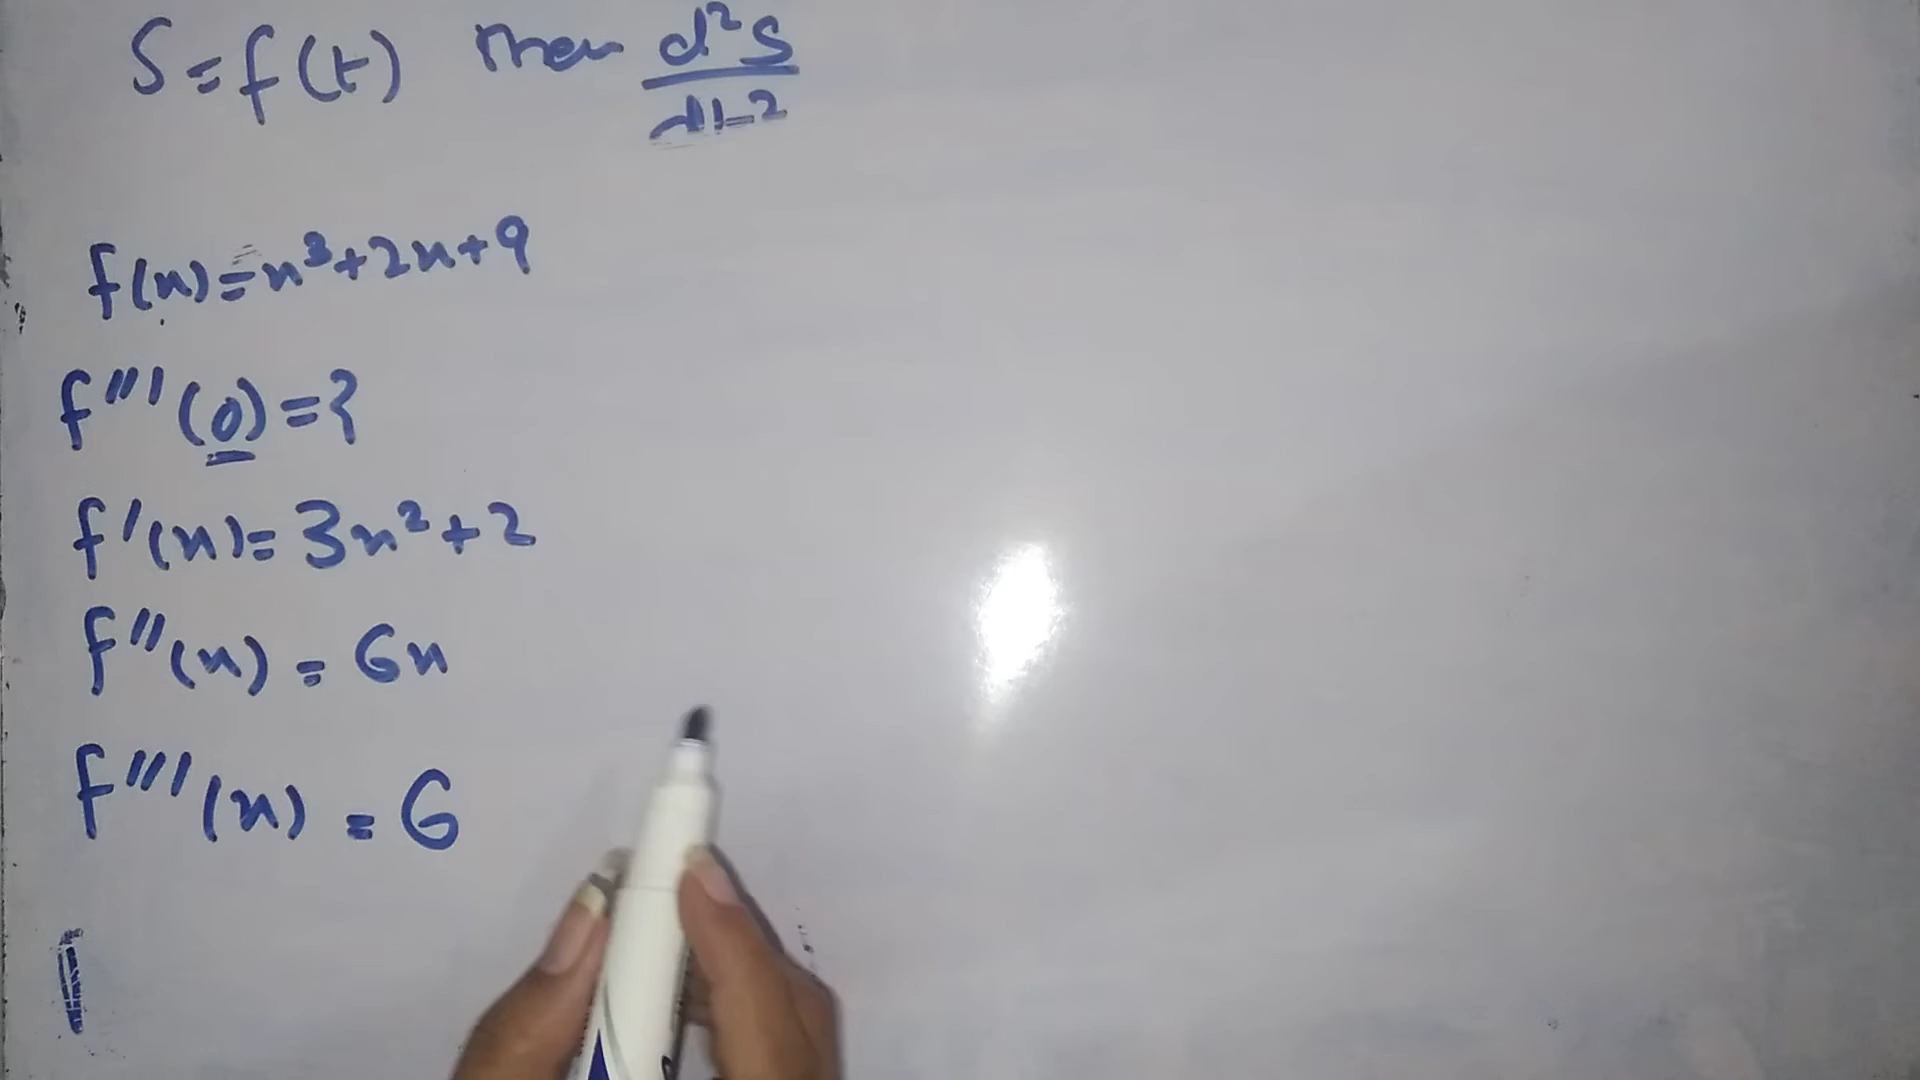 S=f(t) then d²s/dt²
f(x)=x³+2x+9
f'''(0)=?
f'(x)=3x²+2
f''(x)=6x
f'''(x)=6